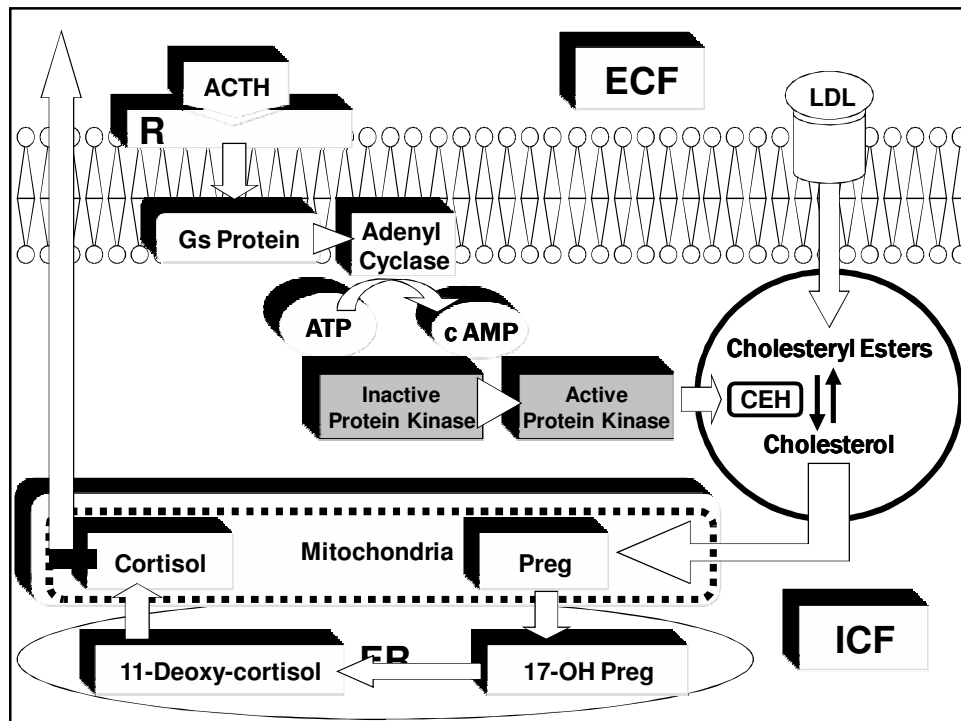 ACTH
ECF
LDL
R
Gs Protein
Adenyl
Cyclase
ATP
c AMP
Cholesteryl Esters
Inactive
Protein Kinase
Active
Protein Kinase
CEH
Cholesterol
Mitochondria
Cortisol
Preg
ICF
ER
11-Deoxy-cortisol
17-OH Preg